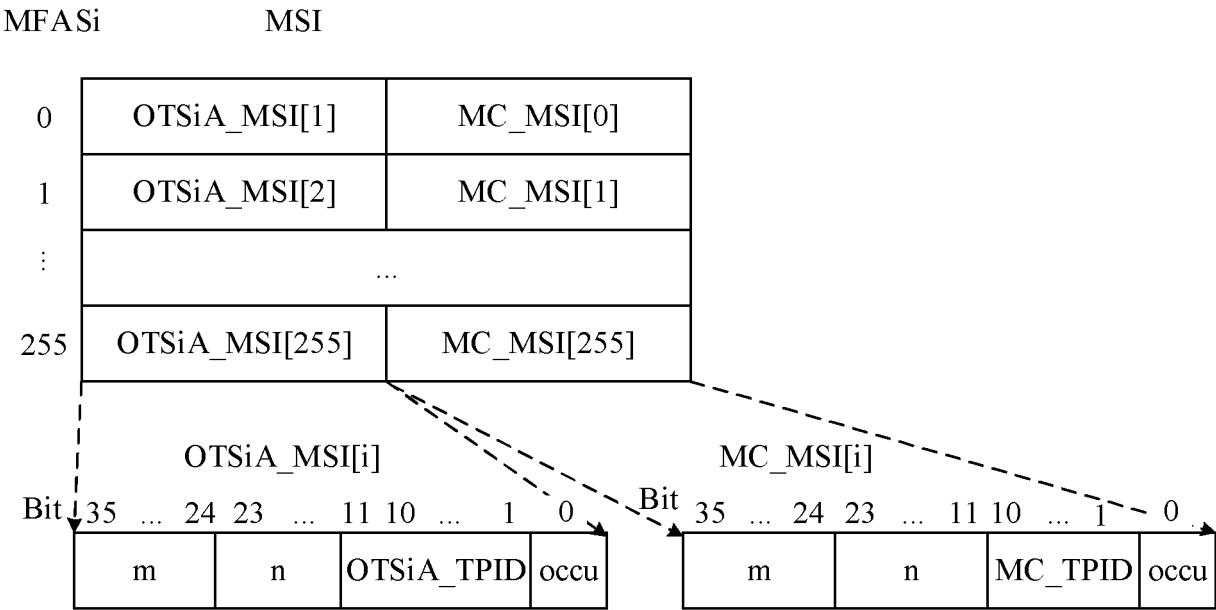 MFASi MSI
0 OTSiA_MSI[1] MC_MSI[0]
1 OTSiA_MSI[2] MC_MSI[1]
⋮ ...
255 OTSiA_MSI[255] MC_MSI[255]
OTSiA_MSI[i] MC_MSI[i]
Bit 35 ... 24 23 ... 11 10 ... 1 0 Bit 35 ... 24 23 ... 11 10 ... 1 0
m n OTSiA_TPID occu m n MC_TPID occu